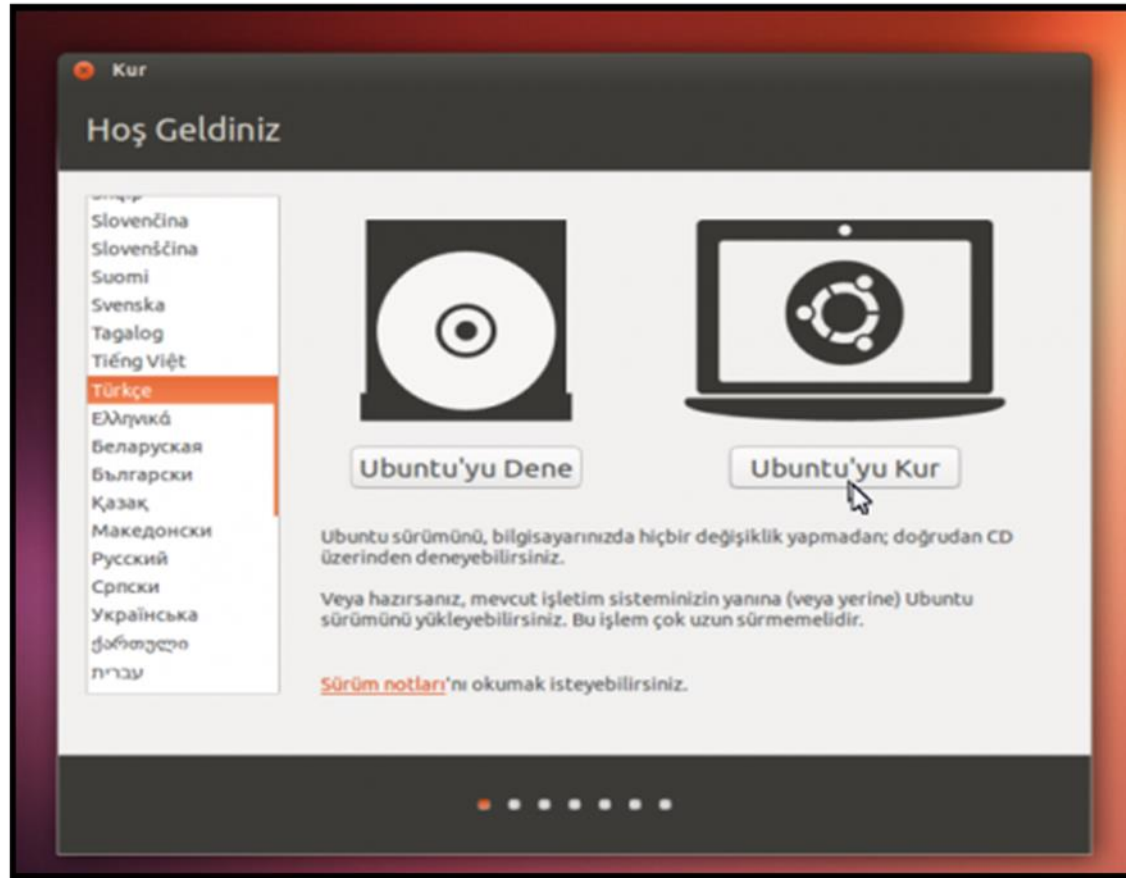 Kur
Hoş Geldiniz
Slovenčina
Slovenščina
Suomi
Svenska
Tagalog
Tiếng Việt
Türkçe
Ελληνικά
Беларуская
Български
Қазақ
Македонски
Русский
Српски
Українська
ქართული
עברית
Ubuntu'yu Dene
Ubuntu'yu Kur
Ubuntu sürümünü, bilgisayarınızda hiçbir değişiklik yapmadan; doğrudan CD
üzerinden deneyebilirsiniz.
Veya hazırsanız, mevcut işletim sisteminizin yanına (veya yerine) Ubuntu
sürümünü yükleyebilirsiniz. Bu işlem çok uzun sürmemelidir.
Sürüm notları'nı okumak isteyebilirsiniz.